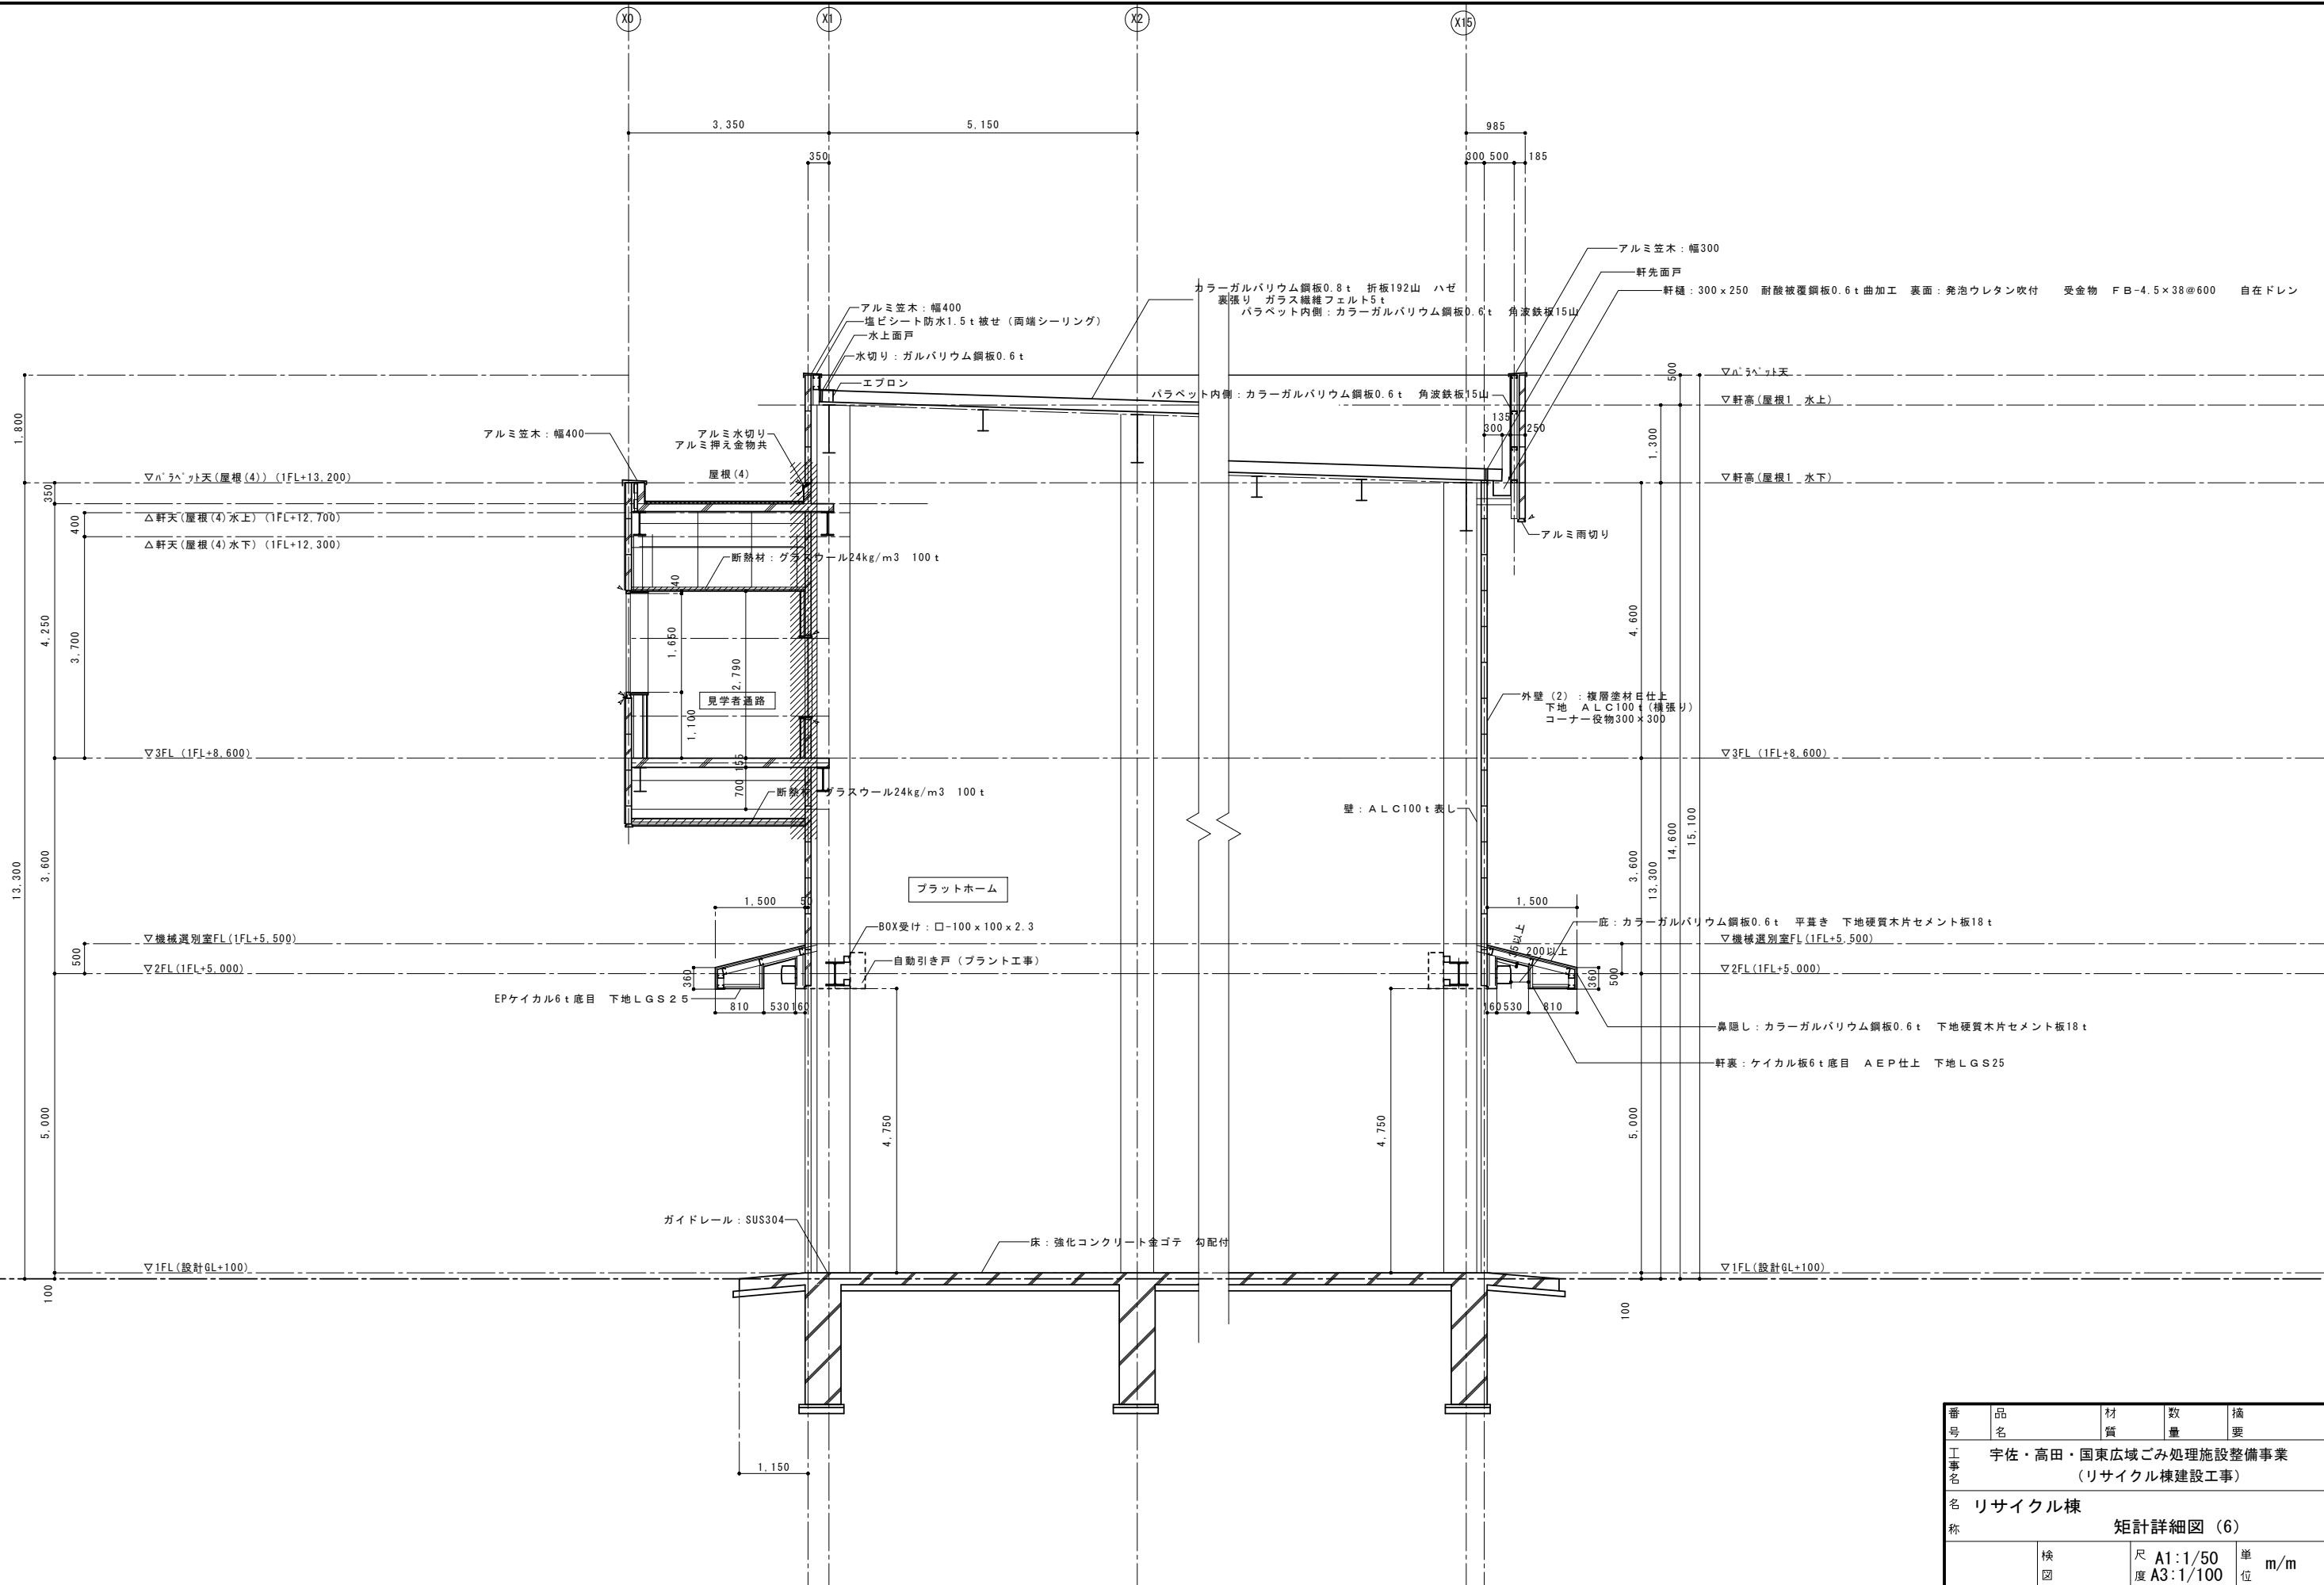 X0
X1
X2
X15
3,350
5,150
985
350
300 500
185
アルミ笠木：幅300
軒先面戸
軒樋：300x250　耐酸被覆鋼板0.6t曲加工　裏面：発泡ウレタン吹付　受金物　ＦＢ-4.5×38@600　自在ドレン
カラーガルバリウム鋼板0.8t　折板192山　ハゼ
裏張り　ガラス繊維フェルト5t
パラペット内側：カラーガルバリウム鋼板0.6t　角波鉄板15山
アルミ笠木：幅400
塩ビシート防水1.5t被せ（両端シーリング）
水上面戸
水切り：ガルバリウム鋼板0.6t
エプロン
パラペット内側：カラーガルバリウム鋼板0.6t　角波鉄板15山
135
300
250
500
▽ﾊﾟﾗﾍﾟｯﾄ天
▽軒高(屋根1　水上)
1,300
▽軒高(屋根1　水下)
1,800
アルミ笠木：幅400
アルミ水切り
アルミ押え金物共
屋根(4)
▽ﾊﾟﾗﾍﾟｯﾄ天(屋根(4)) (1FL+13,200)
350
△軒天(屋根(4)水上) (1FL+12,700)
400
△軒天(屋根(4)水下) (1FL+12,300)
アルミ雨切り
断熱材：グラスウール24kg/m3　100t
40
4,250
3,700
1,650
2,790
見学者通路
1,100
4,600
外壁（2）：複層塗材Ｅ仕上
下地　ＡＬＣ100t(横張り)
コーナー役物300×300
▽3FL (1FL+8,600)
▽3FL (1FL+8,600)
155
700
断熱材：グラスウール24kg/m3　100t
壁：ＡＬＣ100t表し
13,300
3,600
3,600
13,300
14,600
15,100
プラットホーム
1,500
50
BOX受け：口-100x100x2.3
自動引き戸（プラント工事）
1,500
庇：カラーガルバリウム鋼板0.6t　平葺き　下地硬質木片セメント板18t
200以上
▽機械選別室FL(1FL+5,500)
▽機械選別室FL(1FL+5,500)
500
500
▽2FL(1FL+5,000)
▽2FL(1FL+5,000)
360
360
EPケイカル6t底目　下地ＬＧＳ２５
810
530
160
160
530
810
鼻隠し：カラーガルバリウム鋼板0.6t　下地硬質木片セメント板18t
軒裏：ケイカル板6t底目　ＡＥＰ仕上　下地ＬＧＳ25
5,000
4,750
4,750
5,000
ガイドレール：SUS304
床：強化コンクリート金ゴテ　勾配付
▽1FL(設計GL+100)
▽1FL(設計GL+100)
100
100
1,150
番号
品名
材質
数量
摘要
工事名
宇佐・高田・国東広域ごみ処理施設整備事業
（リサイクル棟建設工事）
名称
リサイクル棟
矩計詳細図（6）
検図
尺度
A1:1/50
A3:1/100
単位
m/m